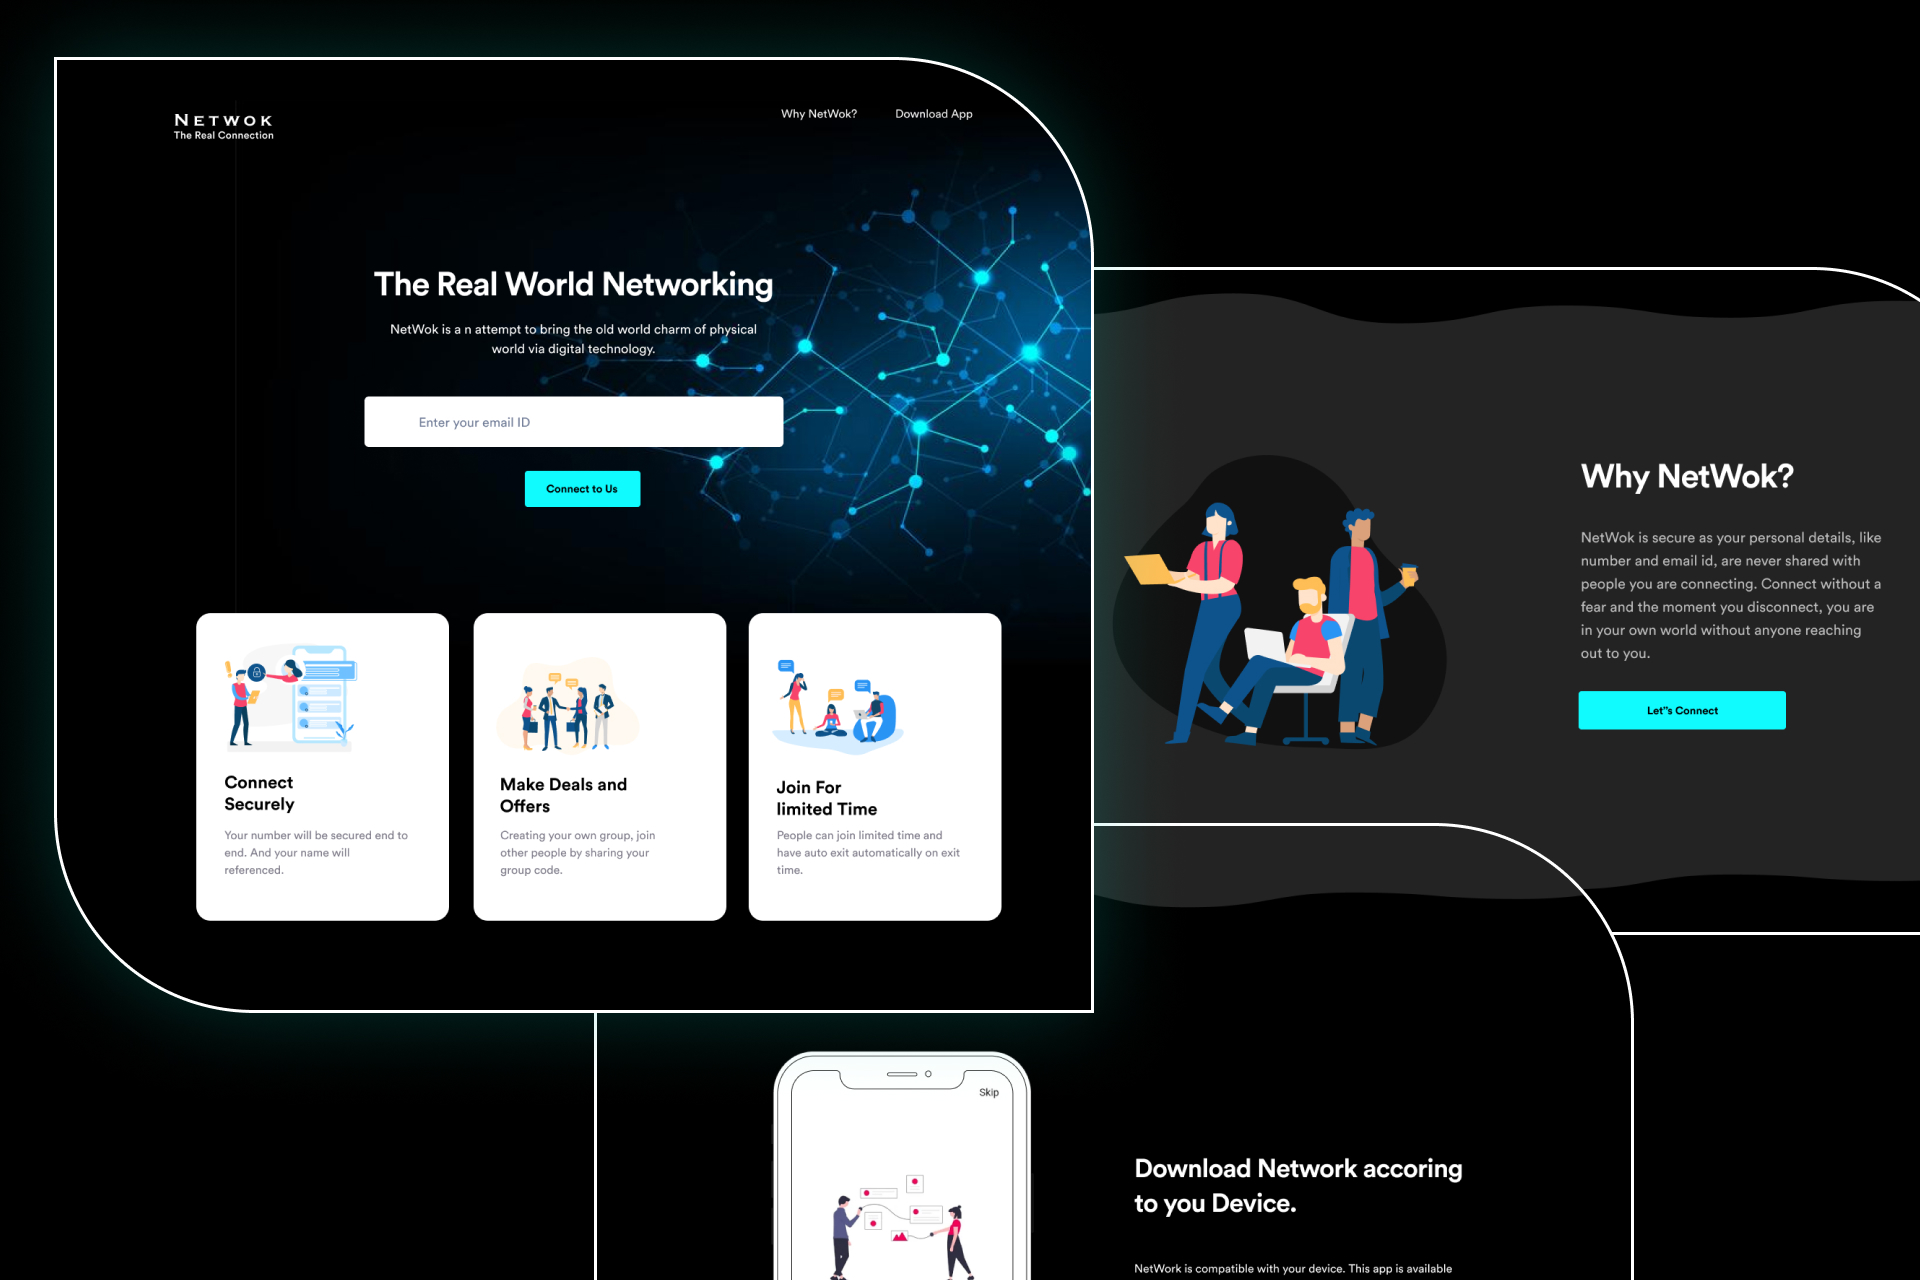 NETWOK
The Real Connection
Why NetWok?
Download App
The Real World Networking
NetWok is a n attempt to bring the old world charm of physical
world via digital technology.
Enter your email ID
Connect to Us
Connect
Securely
Your number will be secured end to
end. And your name will
referenced.
Make Deals and
Offers
Creating your own group, join
other people by sharing your
group code.
Join For
limited Time
People can join limited time and
have auto exit automatically on exit
time.
Why NetWok?
NetWok is secure as your personal details, like
number and email id, are never shared with
people you are connecting. Connect without a
fear and the moment you disconnect, you are
in your own world without anyone reaching
out to you.
Let"s Connect
Skip
Download Network accoring
to you Device.
NetWork is compatible with your device. This app is available